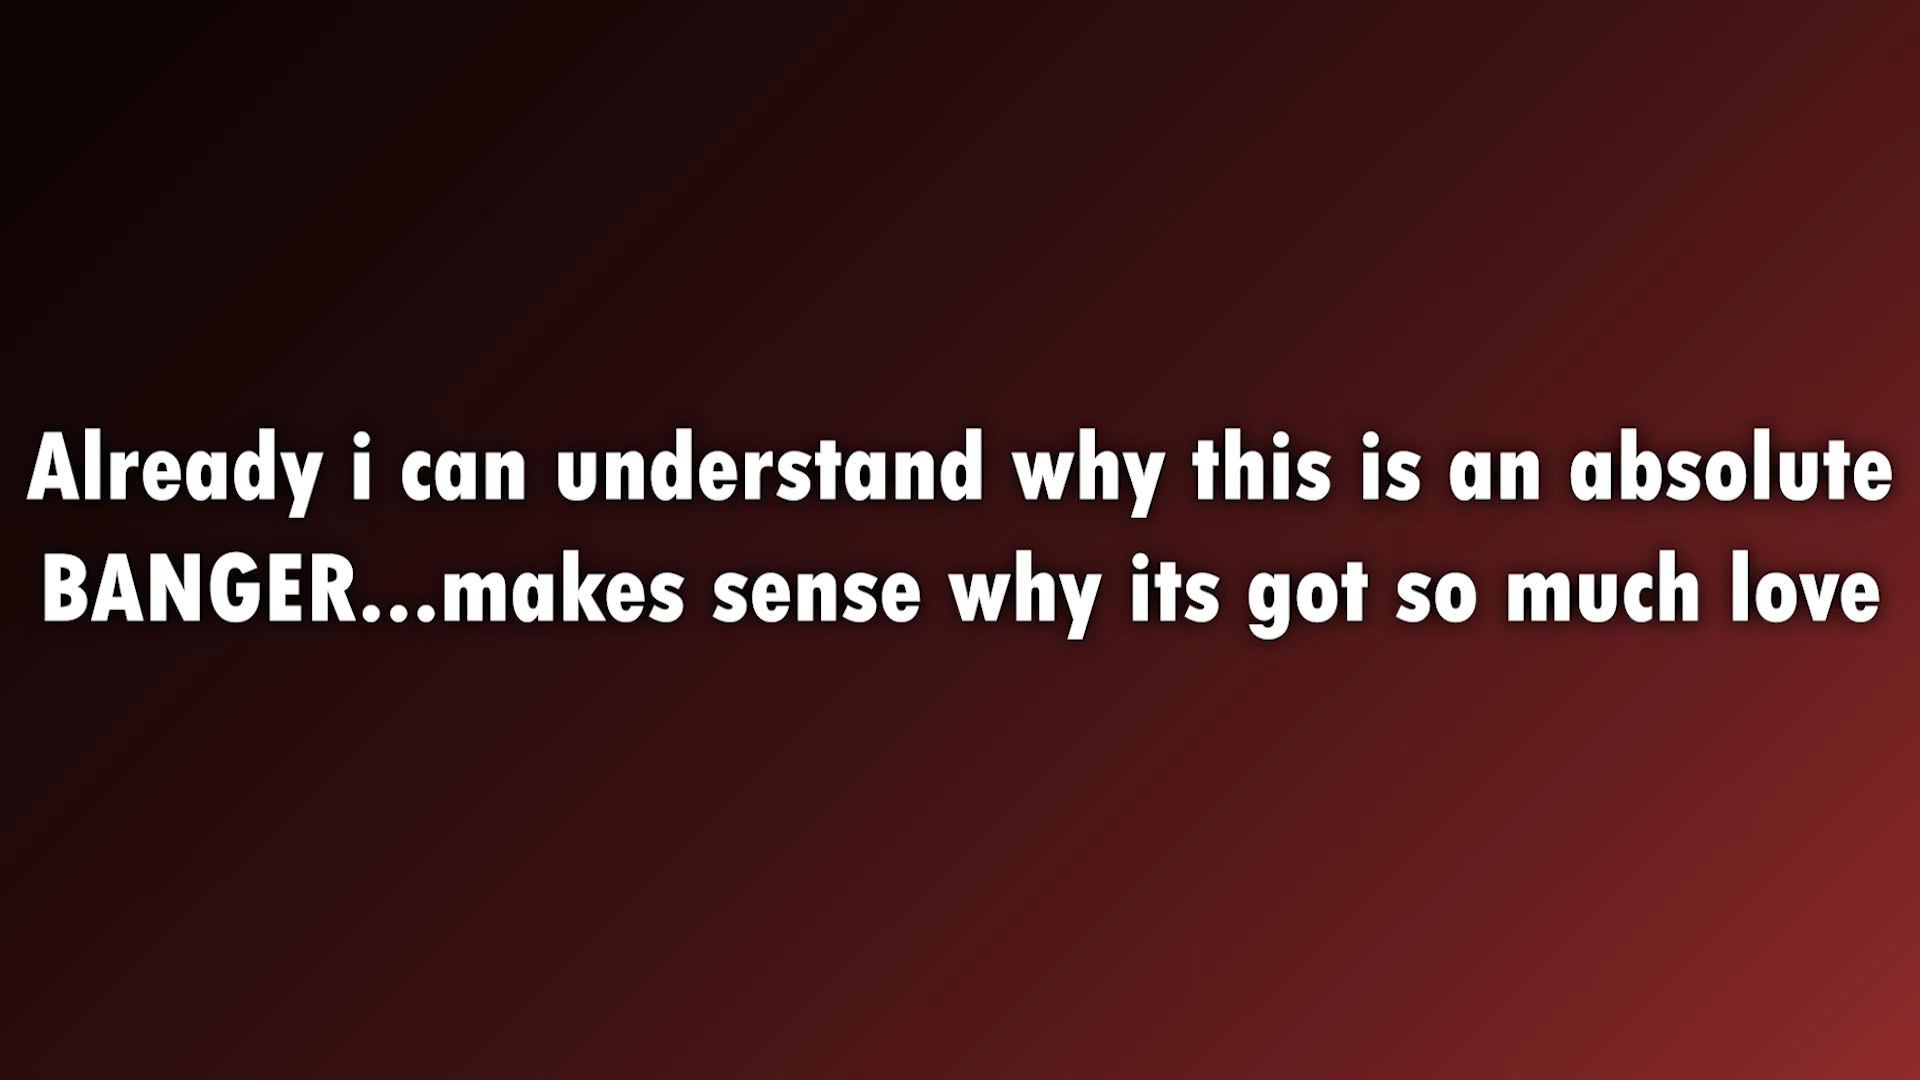 Already i can understand why this is an absolute
BANGER...makes sense why its got so much love